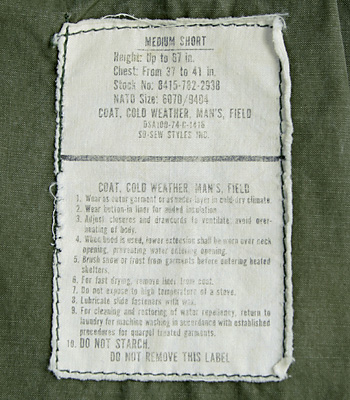 MEDIUM SHORT
Height: Up to 67 in.
Chest: From 37 to 41 in.
Stock No: 8415-782-2938
NATO Size: 6070/9404
COAT, COLD WEATHER, MAN'S, FIELD
DSA100-74-C-1416
SO-SEW STYLES INC.
COAT, COLD WEATHER, MAN'S, FIELD
1. Wear as outer garment or as under layer in cold-dry climate.
2. Wear button-in liner for added insulation.
3. Adjust closures and drawcords to ventilate, avoid over-
heating of body.
4. When hood is used, lower extension shall be worn over neck
opening, preventing water entering opening.
5. Brush snow or frost from garments before entering heated
shelters.
6. For fast drying, remove liner from coat.
7. Do not expose to high temperature of a stove.
8. Lubricate slide fasteners with wax.
9. For cleaning and restoring of water repellency, return to
laundry for machine washing in accordance with established
procedures for quarpel treated garments.
10. DO NOT STARCH.
DO NOT REMOVE THIS LABEL